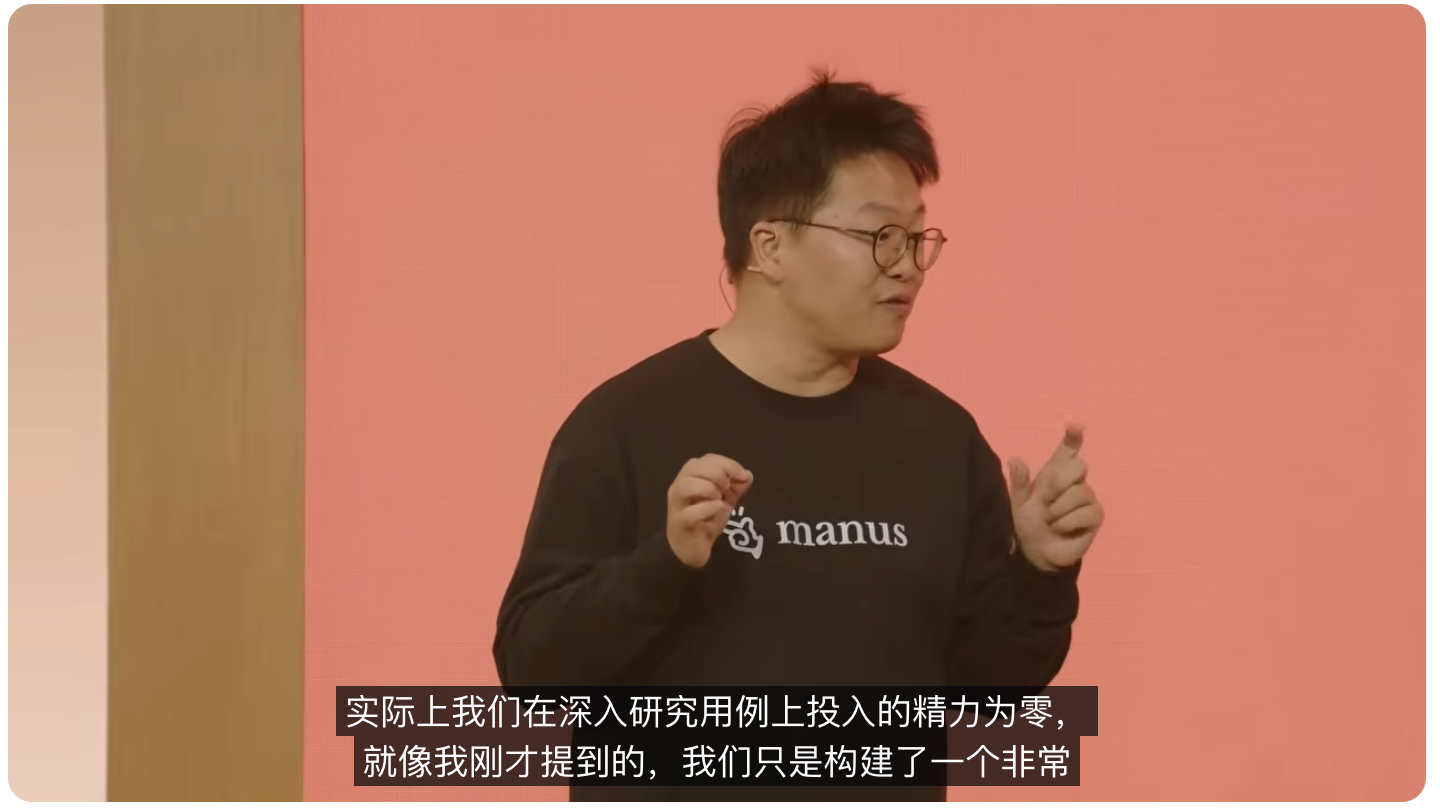 manus
实际上我们在深入研究用例上投入的精力为零，
就像我刚才提到的，我们只是构建了一个非常